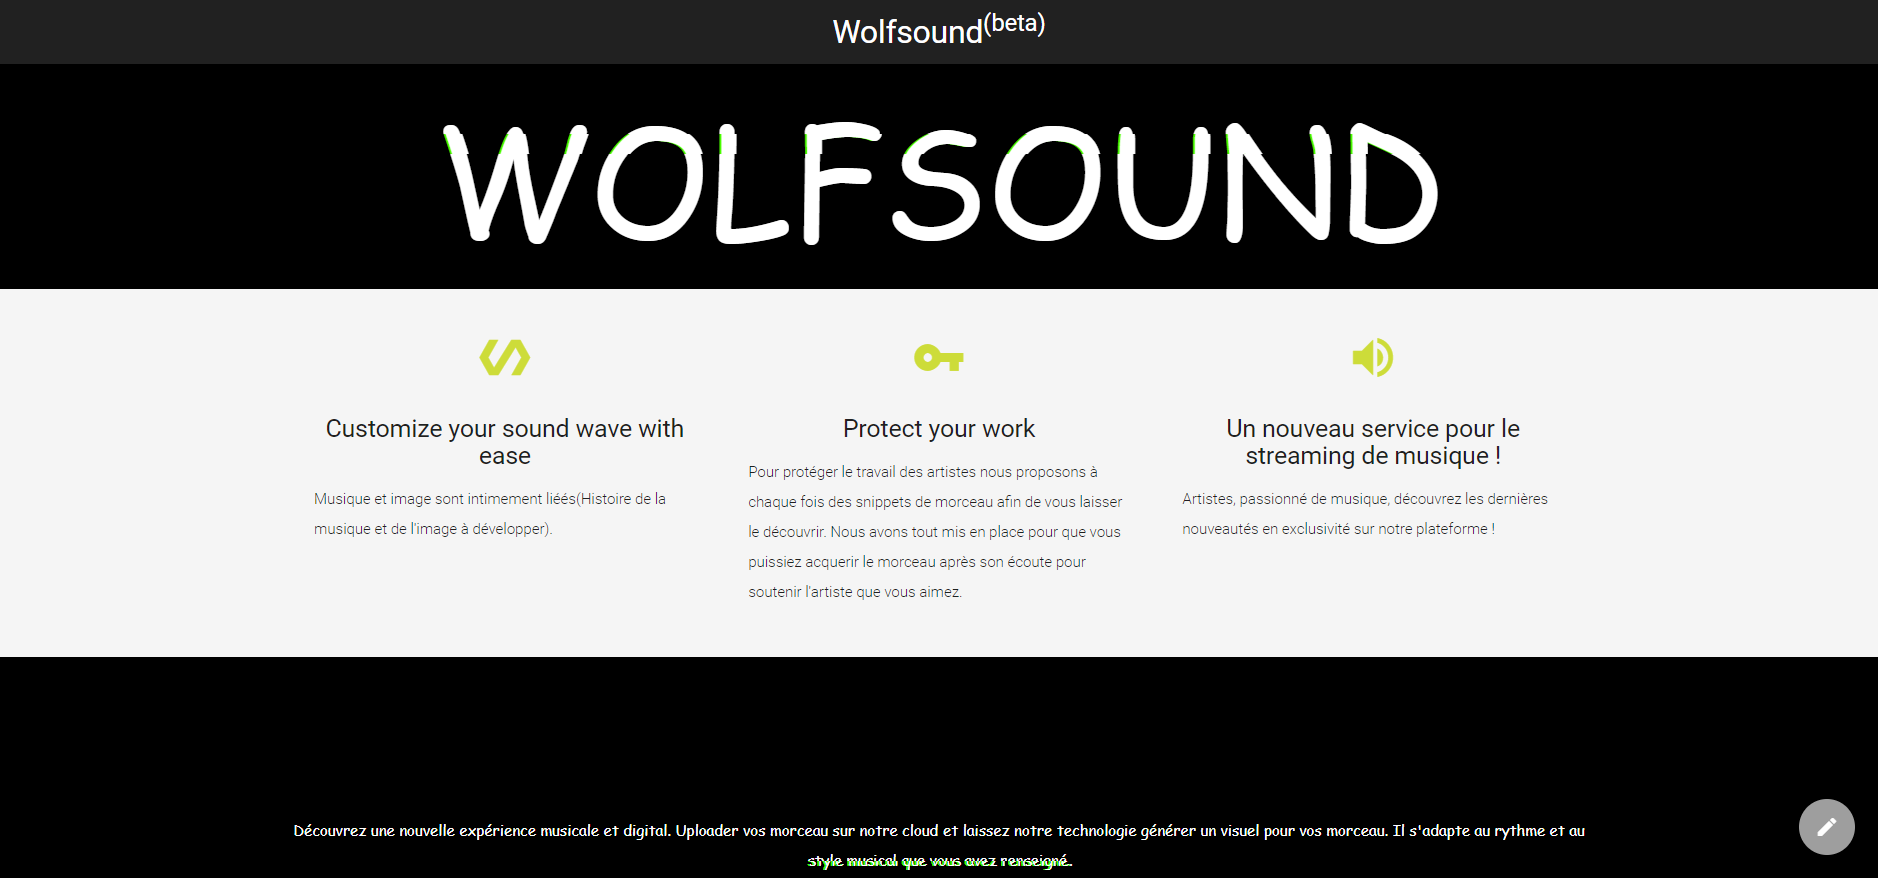 Wolfsound(beta)
WOLFSOUND
Customize your sound wave with
ease
Musique et image sont intimement liéés(Histoire de la
musique et de l'image à développer).
Protect your work
Pour protéger le travail des artistes nous proposons à
chaque fois des snippets de morceau afin de vous laisser
le découvrir. Nous avons tout mis en place pour que vous
puissiez acquerir le morceau après son écoute pour
soutenir l'artiste que vous aimez.
Un nouveau service pour le
streaming de musique !
Artistes, passionné de musique, découvrez les dernières
nouveautés en exclusivité sur notre plateforme !
Découvrez une nouvelle expérience musicale et digital. Uploader vos morceau sur notre cloud et laissez notre technologie générer un visuel pour vos morceau. Il s'adapte au rythme et au
style musical que vous avez renseigné.